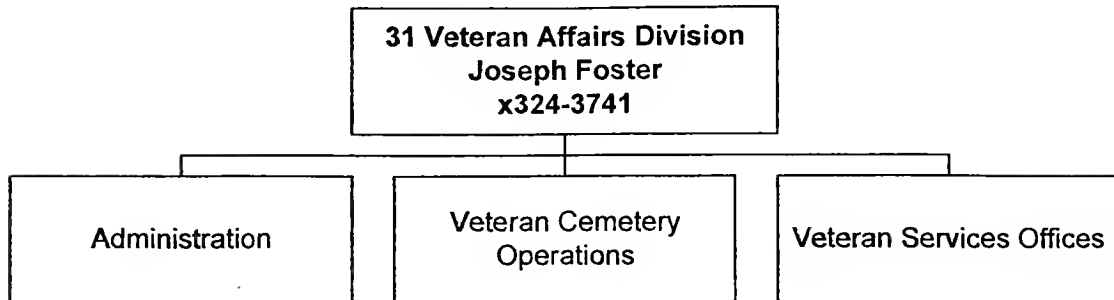 31 Veteran Affairs Division
Joseph Foster
x324-3741
Administration
Veteran Cemetery
Operations
Veteran Services Offices